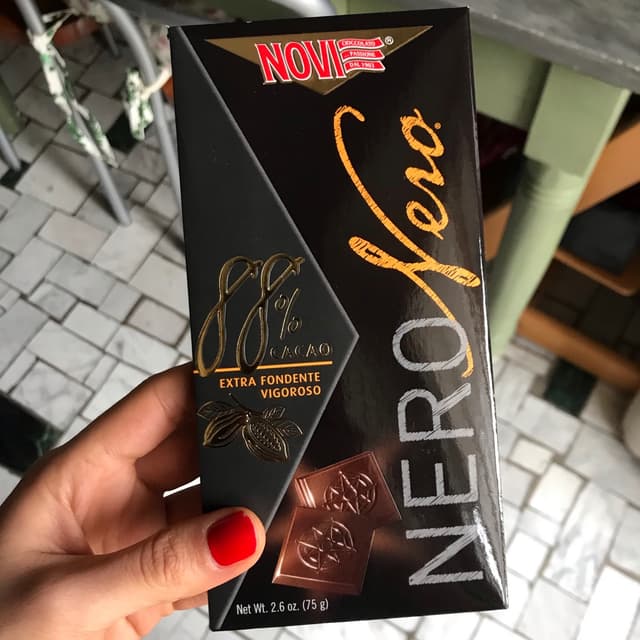 NOVI®
CIOCCOLATO
PASSIONE
DAL 1903
Nero
NERO
88%
CACAO
EXTRA FONDENTE
VIGOROSO
Net Wt. 2.6 oz. (75 g)